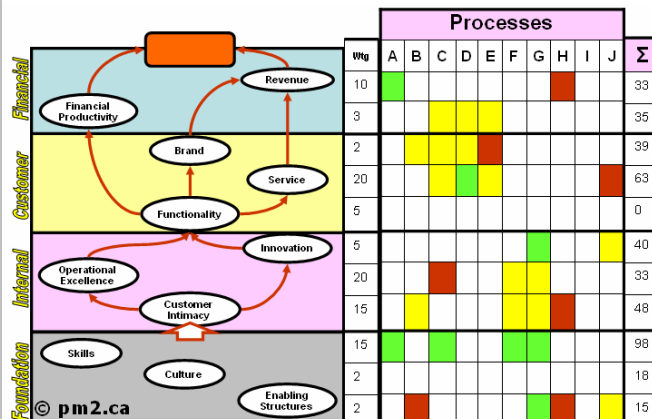 Processes
Wtg A B C D E F G H I J Σ
Financial
Revenue
10 33
Financial
Productivity
3 35
Customer
Brand
2 39
Service
20 63
Functionality
5 0
Internal
Innovation
5 40
Operational
Excellence
20 33
Customer
Intimacy
15 48
Foundation
Skills
15 98
Culture
2 18
Enabling
Structures
2 15
© pm2.ca